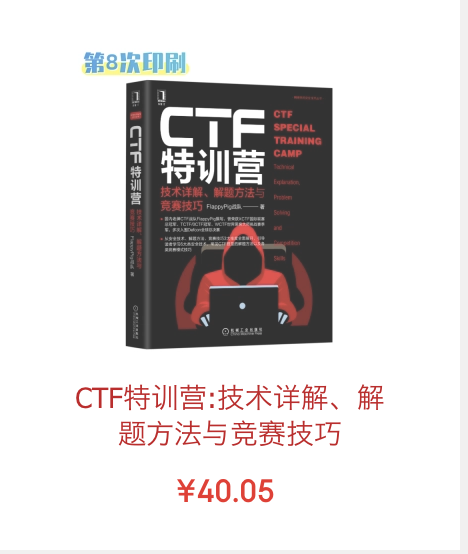 第8次印刷
CTF
特训营
技术详解、解题方法与
竞赛技巧 FlappyPig战队 著
CTF
SPECIAL
TRAINING
CAMP
Technical
Explanation,
Problem
Solving
and
Competition
Skills
CTF特训营
技术详解、解题方法与
竞赛技巧
FlappyPig战队 著
机械工业出版社
CTF特训营:技术详解、解
题方法与竞赛技巧
¥40.05